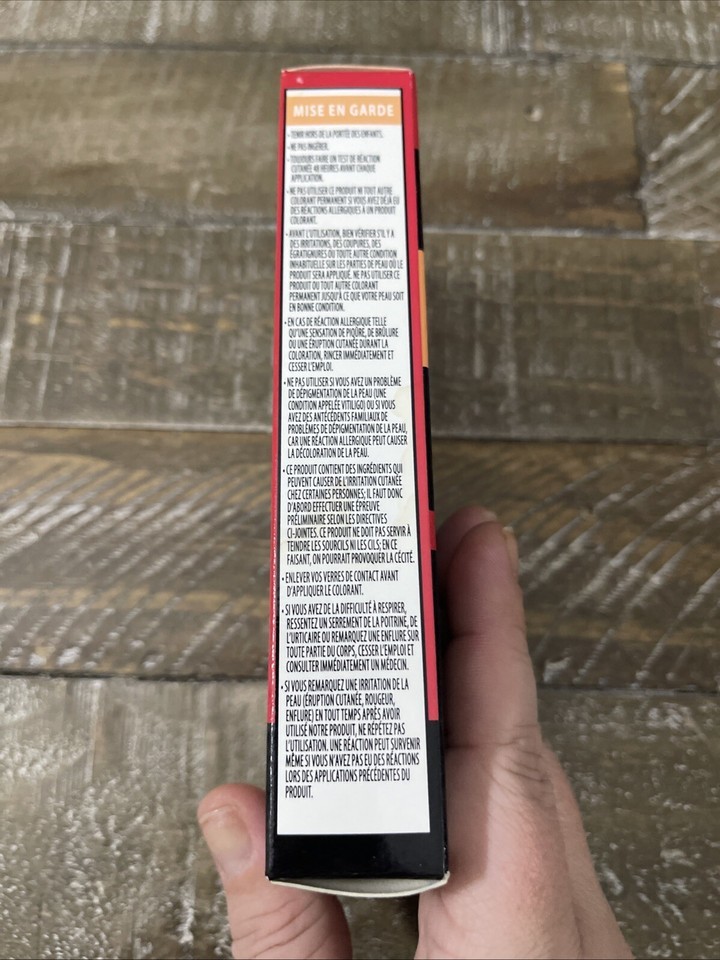 MISE EN GARDE
• TENIR HORS DE LA PORTÉE DES ENFANTS.
• NE PAS INGÉRER.
• TOUJOURS FAIRE UN TEST DE RÉACTION
CUTANÉE 48 HEURES AVANT CHAQUE
APPLICATION.
• NE PAS UTILISER CE PRODUIT NI TOUT AUTRE
COLORANT PERMANENT SI VOUS AVEZ DÉJÀ EU
DES RÉACTIONS ALLERGIQUES À UN PRODUIT
COLORANT.
• AVANT L'UTILISATION, BIEN VÉRIFIER S'IL Y A
DES IRRITATIONS, DES COUPURES, DES
ÉGRATIGNURES OU TOUTE AUTRE CONDITION
INHABITUELLE SUR LES PARTIES DE PEAU OÙ LE
PRODUIT SERA APPLIQUÉ. NE PAS UTILISER CE
PRODUIT OU TOUT AUTRE COLORANT
PERMANENT JUSQU'À CE QUE VOTRE PEAU SOIT
EN BONNE CONDITION.
• EN CAS DE RÉACTION ALLERGIQUE TELLE
QU'UNE SENSATION DE PIQÛRE, DE BRÛLURE
OU UNE ÉRUPTION CUTANÉE DURANT LA
COLORATION, RINCER IMMÉDIATEMENT ET
CESSER L'EMPLOI.
• NE PAS UTILISER SI VOUS AVEZ UN PROBLÈME
DE DÉPIGMENTATION DE LA PEAU (UNE
CONDITION APPELÉE VITILIGO) OU SI VOUS
AVEZ DES ANTÉCÉDENTS FAMILIAUX DE
PROBLÈMES DE DÉPIGMENTATION DE LA PEAU,
CAR UNE RÉACTION ALLERGIQUE PEUT CAUSER
LA DÉCOLORATION DE LA PEAU.
• CE PRODUIT CONTIENT DES INGRÉDIENTS QUI
PEUVENT CAUSER DE L'IRRITATION CUTANÉE
CHEZ CERTAINES PERSONNES; IL FAUT DONC
D'ABORD EFFECTUER UNE ÉPREUVE
PRÉLIMINAIRE SELON LES DIRECTIVES
CI-JOINTES. CE PRODUIT NE DOIT PAS SERVIR À
TEINDRE LES SOURCILS NI LES CILS; EN CE
FAISANT, ON POURRAIT PROVOQUER LA CÉCITÉ.
• ENLEVER VOS VERRES DE CONTACT AVANT
D'APPLIQUER LE COLORANT.
• SI VOUS AVEZ DE LA DIFFICULTÉ À RESPIRER,
RESSENTEZ UN SERREMENT DE LA POITRINE, DE
L'URTICAIRE OU REMARQUEZ UNE ENFLURE SUR
TOUTE PARTIE DU CORPS, CESSER L'EMPLOI ET
CONSULTER IMMÉDIATEMENT UN MÉDECIN.
• SI VOUS REMARQUEZ UNE IRRITATION DE LA
PEAU (ÉRUPTION CUTANÉE, ROUGEUR,
ENFLURE) EN TOUT TEMPS APRÈS AVOIR
UTILISÉ NOTRE PRODUIT, NE RÉPÉTEZ PAS
L'UTILISATION. UNE RÉACTION PEUT SURVENIR
MÊME SI VOUS N'AVEZ PAS EU DES RÉACTIONS
LORS DES APPLICATIONS PRÉCÉDENTES DU
PRODUIT.